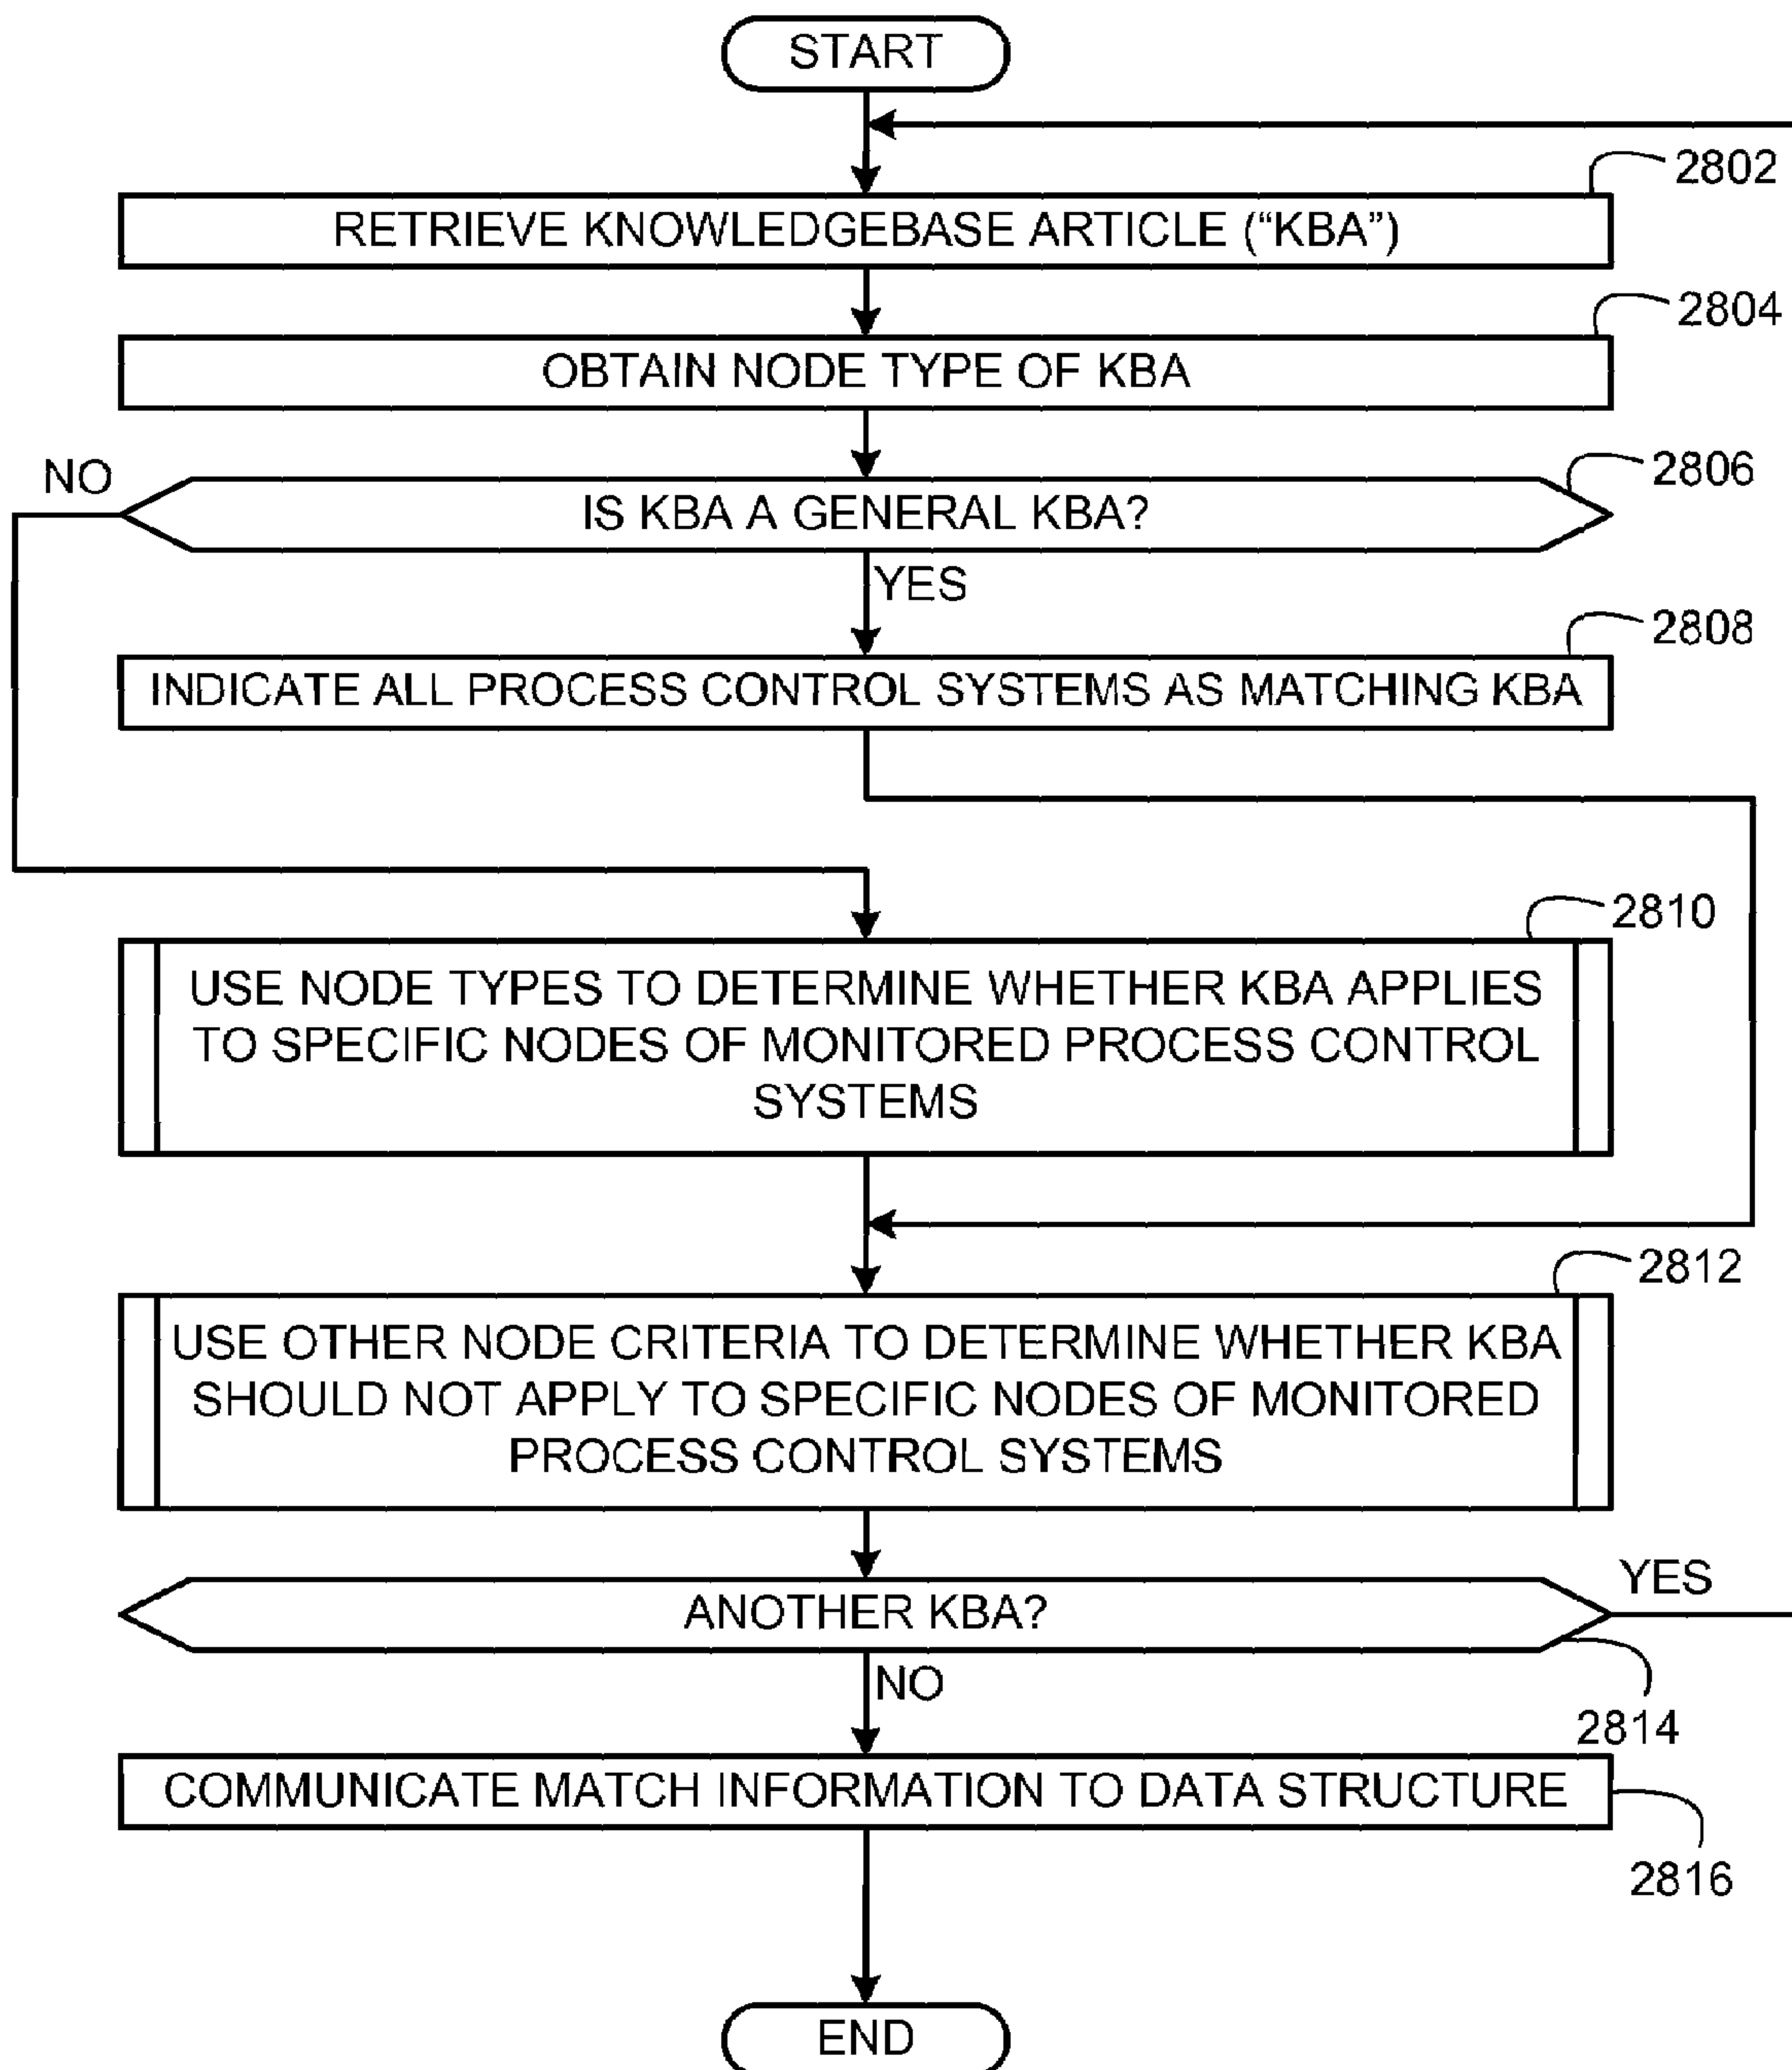 START
2802
RETRIEVE KNOWLEDGEBASE ARTICLE (“KBA”)
2804
OBTAIN NODE TYPE OF KBA
NO
2806
IS KBA A GENERAL KBA?
YES
2808
INDICATE ALL PROCESS CONTROL SYSTEMS AS MATCHING KBA
2810
USE NODE TYPES TO DETERMINE WHETHER KBA APPLIES
TO SPECIFIC NODES OF MONITORED PROCESS CONTROL
SYSTEMS
2812
USE OTHER NODE CRITERIA TO DETERMINE WHETHER KBA
SHOULD NOT APPLY TO SPECIFIC NODES OF MONITORED
PROCESS CONTROL SYSTEMS
YES
ANOTHER KBA?
NO
2814
COMMUNICATE MATCH INFORMATION TO DATA STRUCTURE
2816
END